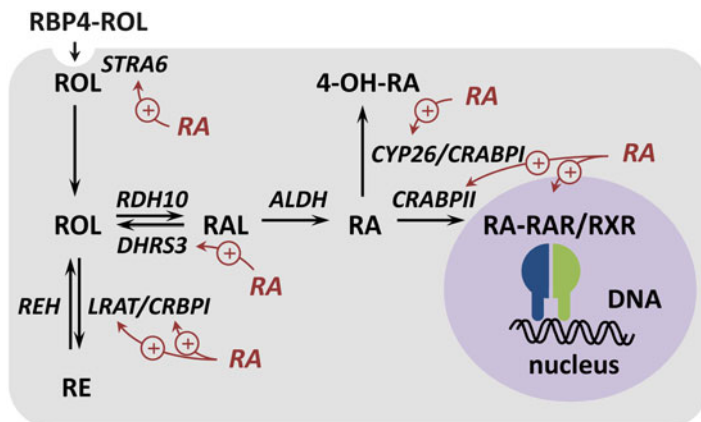 RBP4-ROL
ROL STRA6
+
RA
4-OH-RA
+
RA
CYP26/CRABPI
+
RA
+
RDH10
ALDH
CRABPII
ROL
RAL
RA
RA-RAR/RXR
DHRS3
+
RA
REH
LRAT/CRBPI
+
+
RA
RE
DNA
nucleus